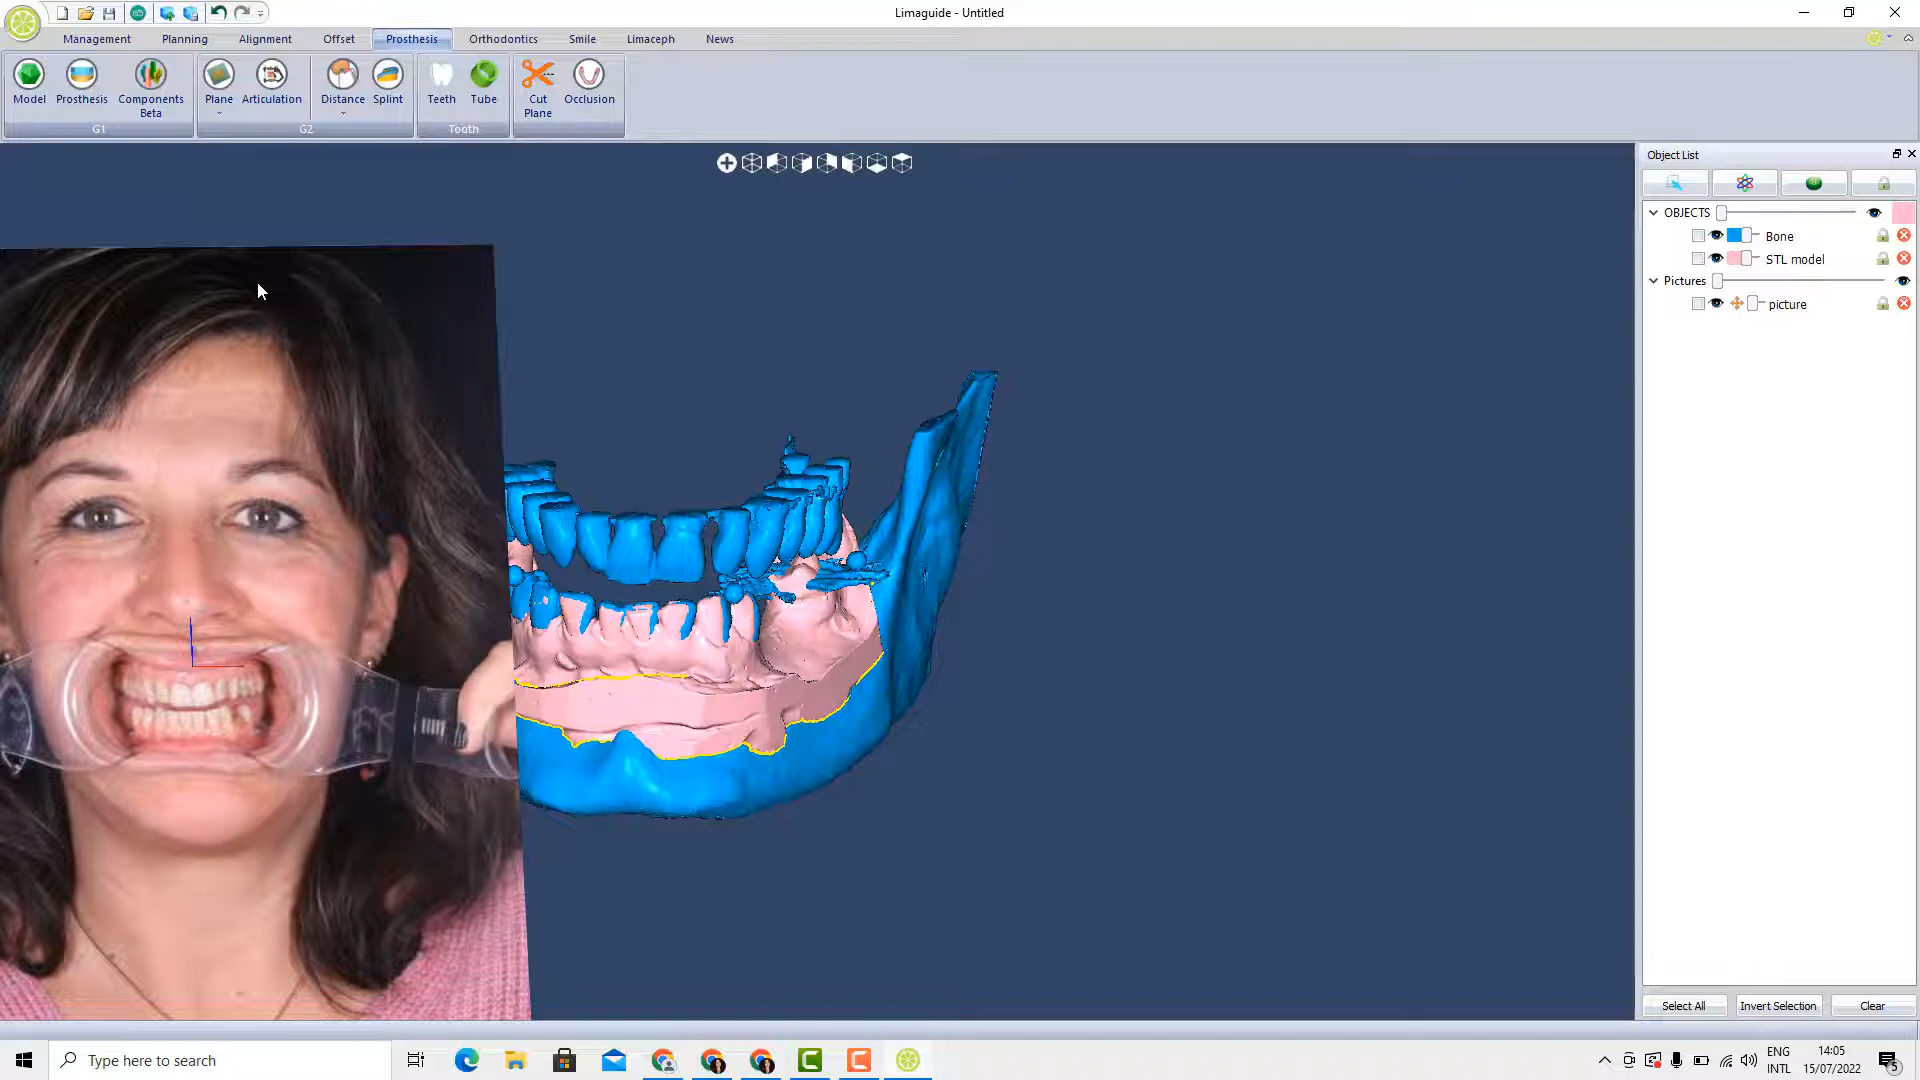 Limaguide - Untitled
Management Planning Alignment Offset Prosthesis Orthodontics Smile Limaceph News
Model Prosthesis Components Beta Plane Articulation Distance Splint Teeth Tube Cut Plane Occlusion
G1 G2 Tooth
Object List
OBJECTS
Bone
STL model
Pictures
picture
Select All Invert Selection Clear
Type here to search
ENG
INTL
14:05
15/07/2022
5